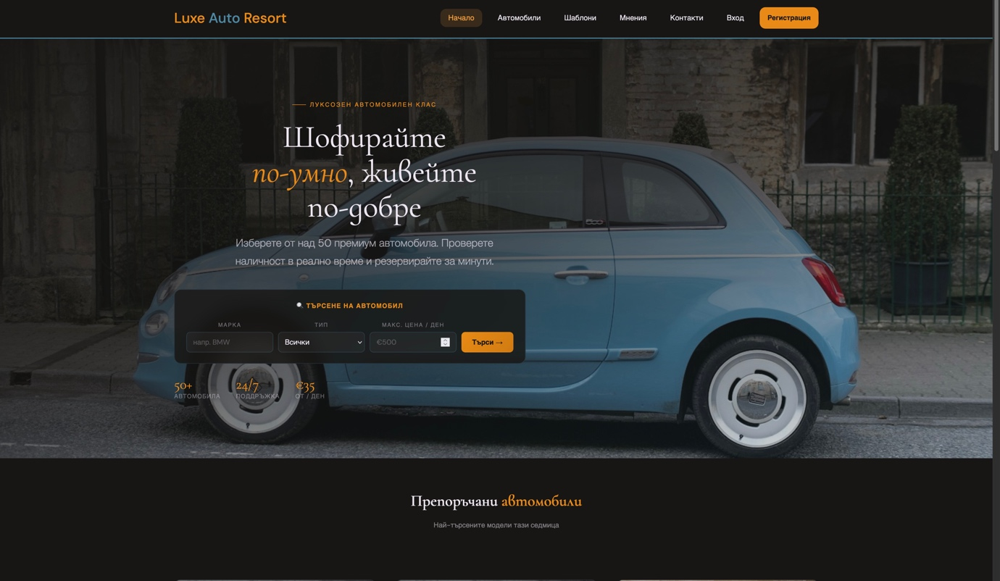 Luxe Auto Resort
Начало
Автомобили
Шаблони
Мнения
Контакти
Вход
Регистрация
ЛУКСОЗЕН АВТОМОБИЛЕН КЛАС
Шофирайте
по-умно, живейте
по-добре
Изберете от над 50 премиум автомобила. Проверете
наличност в реално време и резервирайте за минути.
ТЪРСЕНЕ НА АВТОМОБИЛ
МАРКА
ТИП
МАКС. ЦЕНА / ДЕН
напр. BMW
Всички
€500
Търси →
50+
24/7
€35
АВТОМОБИЛА
ПОДДРЪЖКА
ОТ / ДЕН
500
Препоръчани автомобили
Най-търсените модели тази седмица